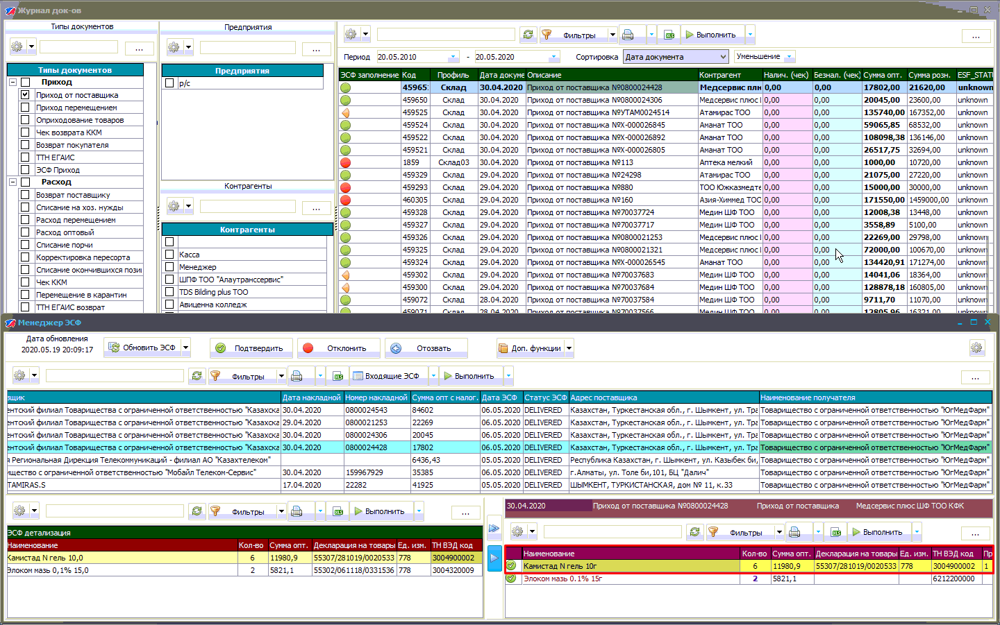 Журнал док-ов
Типы документов
...
Типы документов
Приход
Приход от поставщика
Приход перемещением
Оприходование товаров
Чек возврата ККМ
Возврат покупателя
ТТН ЕГАИС
ЭСФ Приход
Расход
Возврат поставщику
Списание на хоз. нужды
Расход перемещением
Расход оптовый
Списание порчи
Корректировка пересорта
Списание окончившихся пози
Чек ККМ
Перемещение в карантин
ТТН ЕГАИС возврат
Предприятия
...
Предприятия
р/с
Контрагенты
...
Контрагенты
Касса
Менеджер
ШПФ ТОО "Алаутранссервис"
TDS Bilding plus ТОО
Авиценна колледж
Фильтры XLS Выполнить ...
Период 20.05.2010 - 20.05.2020 Сортировка Дата документа Уменьшение
ЭСФ заполнение Код Профиль Дата докуме Описание Контрагент Налич. (чек) Безнал. (чек) Сумма опт. Сумма розн. ESF_STATU
45965 Склад 30.04.2020 Приход от поставщика №0800024428 Медсервис плю 0,00 0,00 17802,00 21620,00 unknown
459650 Склад 30.04.2020 Приход от поставщика №0800024306 Медсервис плюс 0,00 0,00 20045,00 23600,00 unknown
459525 Склад 30.04.2020 Приход от поставщика №УТАМ0024514 Атамирас ТОО 0,00 0,00 135740,00 167352,00 unknown
459524 Склад 30.04.2020 Приход от поставщика №X-000026845 Аманат ТОО 0,00 0,00 59065,85 68532,00 unknown
459522 Склад 30.04.2020 Приход от поставщика №X-000026892 Аманат ТОО 0,00 0,00 108098,38 136146,00 unknown
459521 Склад 30.04.2020 Приход от поставщика №X-000026805 Аманат ТОО 0,00 0,00 26517,75 32694,00 unknown
1859 Склад03 30.04.2020 Приход от поставщика №113 Аптека мелкий 0,00 0,00 1000,00 10720,00 unknown
459329 Склад 29.04.2020 Приход от поставщика №24298 Атамирас ТОО 0,00 0,00 21075,00 27220,00 unknown
459293 Склад 29.04.2020 Приход от поставщика №880 ТОО Южказмедте 0,00 0,00 15000,00 30000,00 unknown
460305 Склад 29.04.2020 Приход от поставщика №160 Азия-Химмед ТОО 0,00 0,00 171550,00 1459000,00 unknown
459328 Склад 29.04.2020 Приход от поставщика №70037724 Медин ШФ ТОО 0,00 0,00 12008,38 13448,00 unknown
459327 Склад 29.04.2020 Приход от поставщика №70037717 Медин ШФ ТОО 0,00 0,00 3558,89 5100,00 unknown
459326 Склад 29.04.2020 Приход от поставщика №0800021253 Медсервис плюс 0,00 0,00 22269,00 29798,00 unknown
459325 Склад 29.04.2020 Приход от поставщика №0800021321 Медсервис плюс 0,00 0,00 72000,00 100670,00 unknown
459324 Склад 29.04.2020 Приход от поставщика №X-000026545 Аманат ТОО 0,00 0,00 134420,91 171274,00 unknown
459302 Склад 29.04.2020 Приход от поставщика №70037683 Медин ШФ ТОО 0,00 0,00 14041,06 18364,00 unknown
459300 Склад 29.04.2020 Приход от поставщика №70037684 Медин ШФ ТОО 0,00 0,00 128878,18 160805,00 unknown
459072 Склад 28.04.2020 Приход от поставщика №70037584 Медин ШФ ТОО 0,00 0,00 9711,70 11070,00 unknown
459071 Склад 28.04.2020 Приход от поставщика №70037566 Медин ШФ ТОО 0,00 0,00 12805,96 16321,00 unknown
Менеджер ЭСФ
Дата обновления
2020.05.19 20:09:17 Обновить ЭСФ Подтвердить Отклонить Отозвать Доп. функции
Фильтры XLS Входящие ЭСФ Выполнить ...
щик Дата накладной Номер накладной Сумма опт с налог. Дата ЭСФ Статус ЭСФ Адрес поставщика Наименование получателя
ентский филиал Товарищества с ограниченной ответственностью "Казахска 30.04.2020 0800024543 84602 06.05.2020 DELIVERED Казахстан, Туркестанская обл., г. Шымкент, ул. Тра Товарищество с ограниченной ответственностью "ЮгМедФарм"
ентский филиал Товарищества с ограниченной ответственностью "Казахска 29.04.2020 0800021253 22269 06.05.2020 DELIVERED Казахстан, Туркестанская обл., г. Шымкент, ул. Тра Товарищество с ограниченной ответственностью "ЮгМедФарм"
ентский филиал Товарищества с ограниченной ответственностью "Казахска 30.04.2020 0800024306 20045 06.05.2020 DELIVERED Казахстан, Туркестанская обл., г. Шымкент, ул. Тра Товарищество с ограниченной ответственностью "ЮгМедФарм"
ентский филиал Товарищества с ограниченной ответственностью "Казахска 30.04.2020 0800024428 17802 06.05.2020 DELIVERED Казахстан, Туркестанская обл., г. Шымкент, ул. Тра Товарищество с ограниченной ответственностью "ЮгМедФарм"
я Региональная Дирекция Телекоммуникаций - филиал АО "Казахтелеком" 6436,43 05.05.2020 DELIVERED Республика Казахстан, г. Шымкент, ул. Казыбек би, Товарищество с ограниченной ответственностью "ЮгМедФарм"
ищество с ограниченной ответственностью "Мобайл Телеком-Сервис" 30.04.2020 159967929 35385 06.05.2020 DELIVERED г.Алматы, ул. Толе би,101, БЦ "Далич" Товарищество с ограниченной ответственностью "ЮгМедФарм"
TAMIRAS.S 17.04.2020 22282 41925 05.05.2020 DELIVERED ШЫМКЕНТ, ТУРКИСТАНСКАЯ, дом № 11, к.33 Товарищество с ограниченной ответственностью "ЮгМедФарм"
Фильтры XLS Выполнить ...
ЭСФ детализация
Наименование Кол-во Сумма опт. Декларация на товары Ед. изм. ТН ВЭД код
Камистад N гель 10,0 6 11980,9 55307/281019/0020533 778 3004900002
Элоком мазь 0,1% 15,0 2 5821,1 55302/061118/0331536 778 3004320009
30.04.2020 Приход от поставщика №0800024428 Приход от поставщика Медсервис плюс ШФ ТОО КФК
Фильтры XLS Выполнить ...
Наименование Кол-во Сумма опт. Декларация на товары Ед. изм. ТН ВЭД код Пр
Камистад N гель 10г 6 11980,9 55307/281019/0020533 778 3004900002 1
Элоком мазь 0.1% 15г 2 5821,1 6212200000